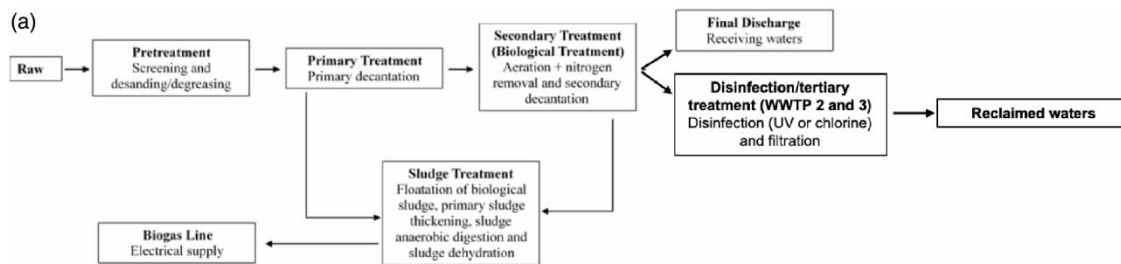 (a)
Raw
Pretreatment
Screening and
desanding/degreasing
Primary Treatment
Primary decantation
Secondary Treatment
(Biological Treatment)
Aeration + nitrogen
removal and secondary
decantation
Final Discharge
Receiving waters
Disinfection/tertiary
treatment (WWTP 2 and 3)
Disinfection (UV or chlorine)
and filtration
Reclaimed waters
Sludge Treatment
Floatation of biological
sludge, primary sludge
thickening, sludge
anaerobic digestion and
sludge dehydration
Biogas Line
Electrical supply